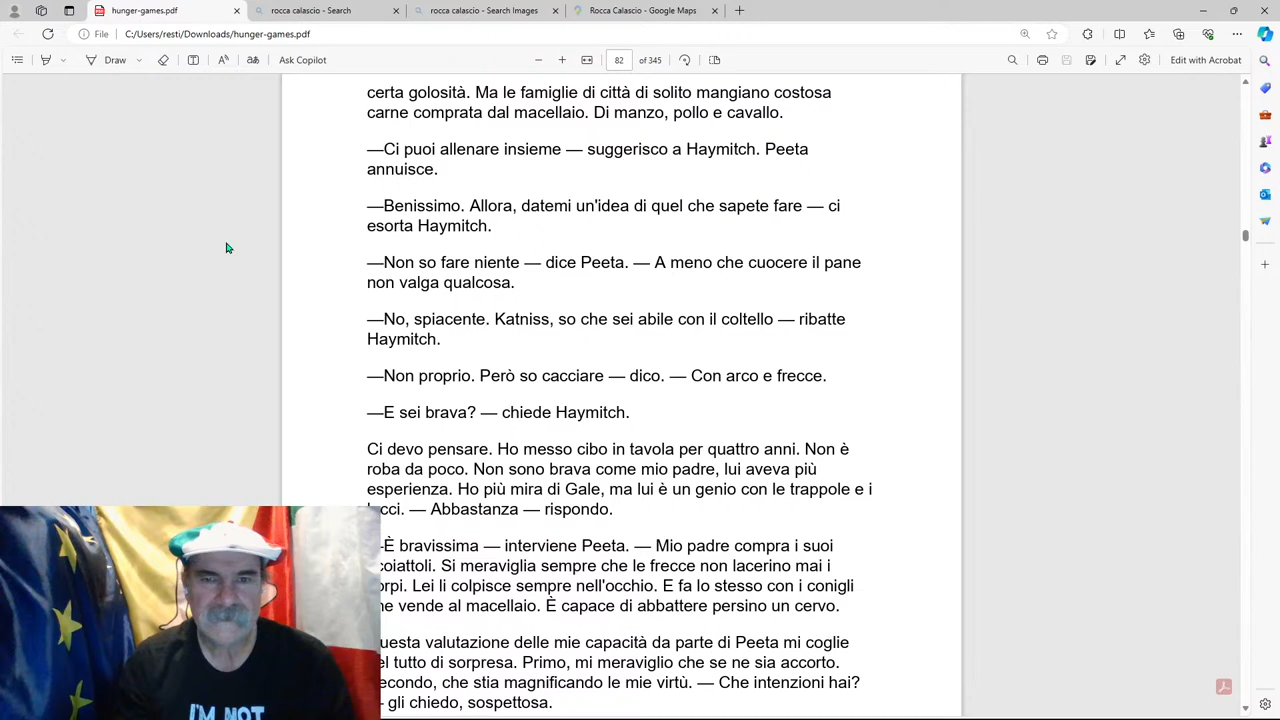 hunger-games.pdf
rocca calascio - Search
rocca calascio - Search Images
Rocca Calascio - Google Maps
File
C:/Users/resti/Downloads/hunger-games.pdf
Draw
Ask Copilot
82 of 345
Edit with Acrobat
certa golosità. Ma le famiglie di città di solito mangiano costosa
carne comprata dal macellaio. Di manzo, pollo e cavallo.
—Ci puoi allenare insieme — suggerisco a Haymitch. Peeta
annuisce.
—Benissimo. Allora, datemi un'idea di quel che sapete fare — ci
esorta Haymitch.
—Non so fare niente — dice Peeta. — A meno che cuocere il pane
non valga qualcosa.
—No, spiacente. Katniss, so che sei abile con il coltello — ribatte
Haymitch.
—Non proprio. Però so cacciare — dico. — Con arco e frecce.
—E sei brava? — chiede Haymitch.
Ci devo pensare. Ho messo cibo in tavola per quattro anni. Non è
roba da poco. Non sono brava come mio padre, lui aveva più
esperienza. Ho più mira di Gale, ma lui è un genio con le trappole e i
cci. — Abbastanza — rispondo.
È bravissima — interviene Peeta. — Mio padre compra i suoi
coiattoli. Si meraviglia sempre che le frecce non lacerino mai i
orpi. Lei li colpisce sempre nell'occhio. E fa lo stesso con i conigli
he vende al macellaio. È capace di abbattere persino un cervo.
uesta valutazione delle mie capacità da parte di Peeta mi coglie
el tutto di sorpresa. Primo, mi meraviglio che se ne sia accorto.
econdo, che stia magnificando le mie virtù. — Che intenzioni hai?
— gli chiedo, sospettosa.
I'M NOT